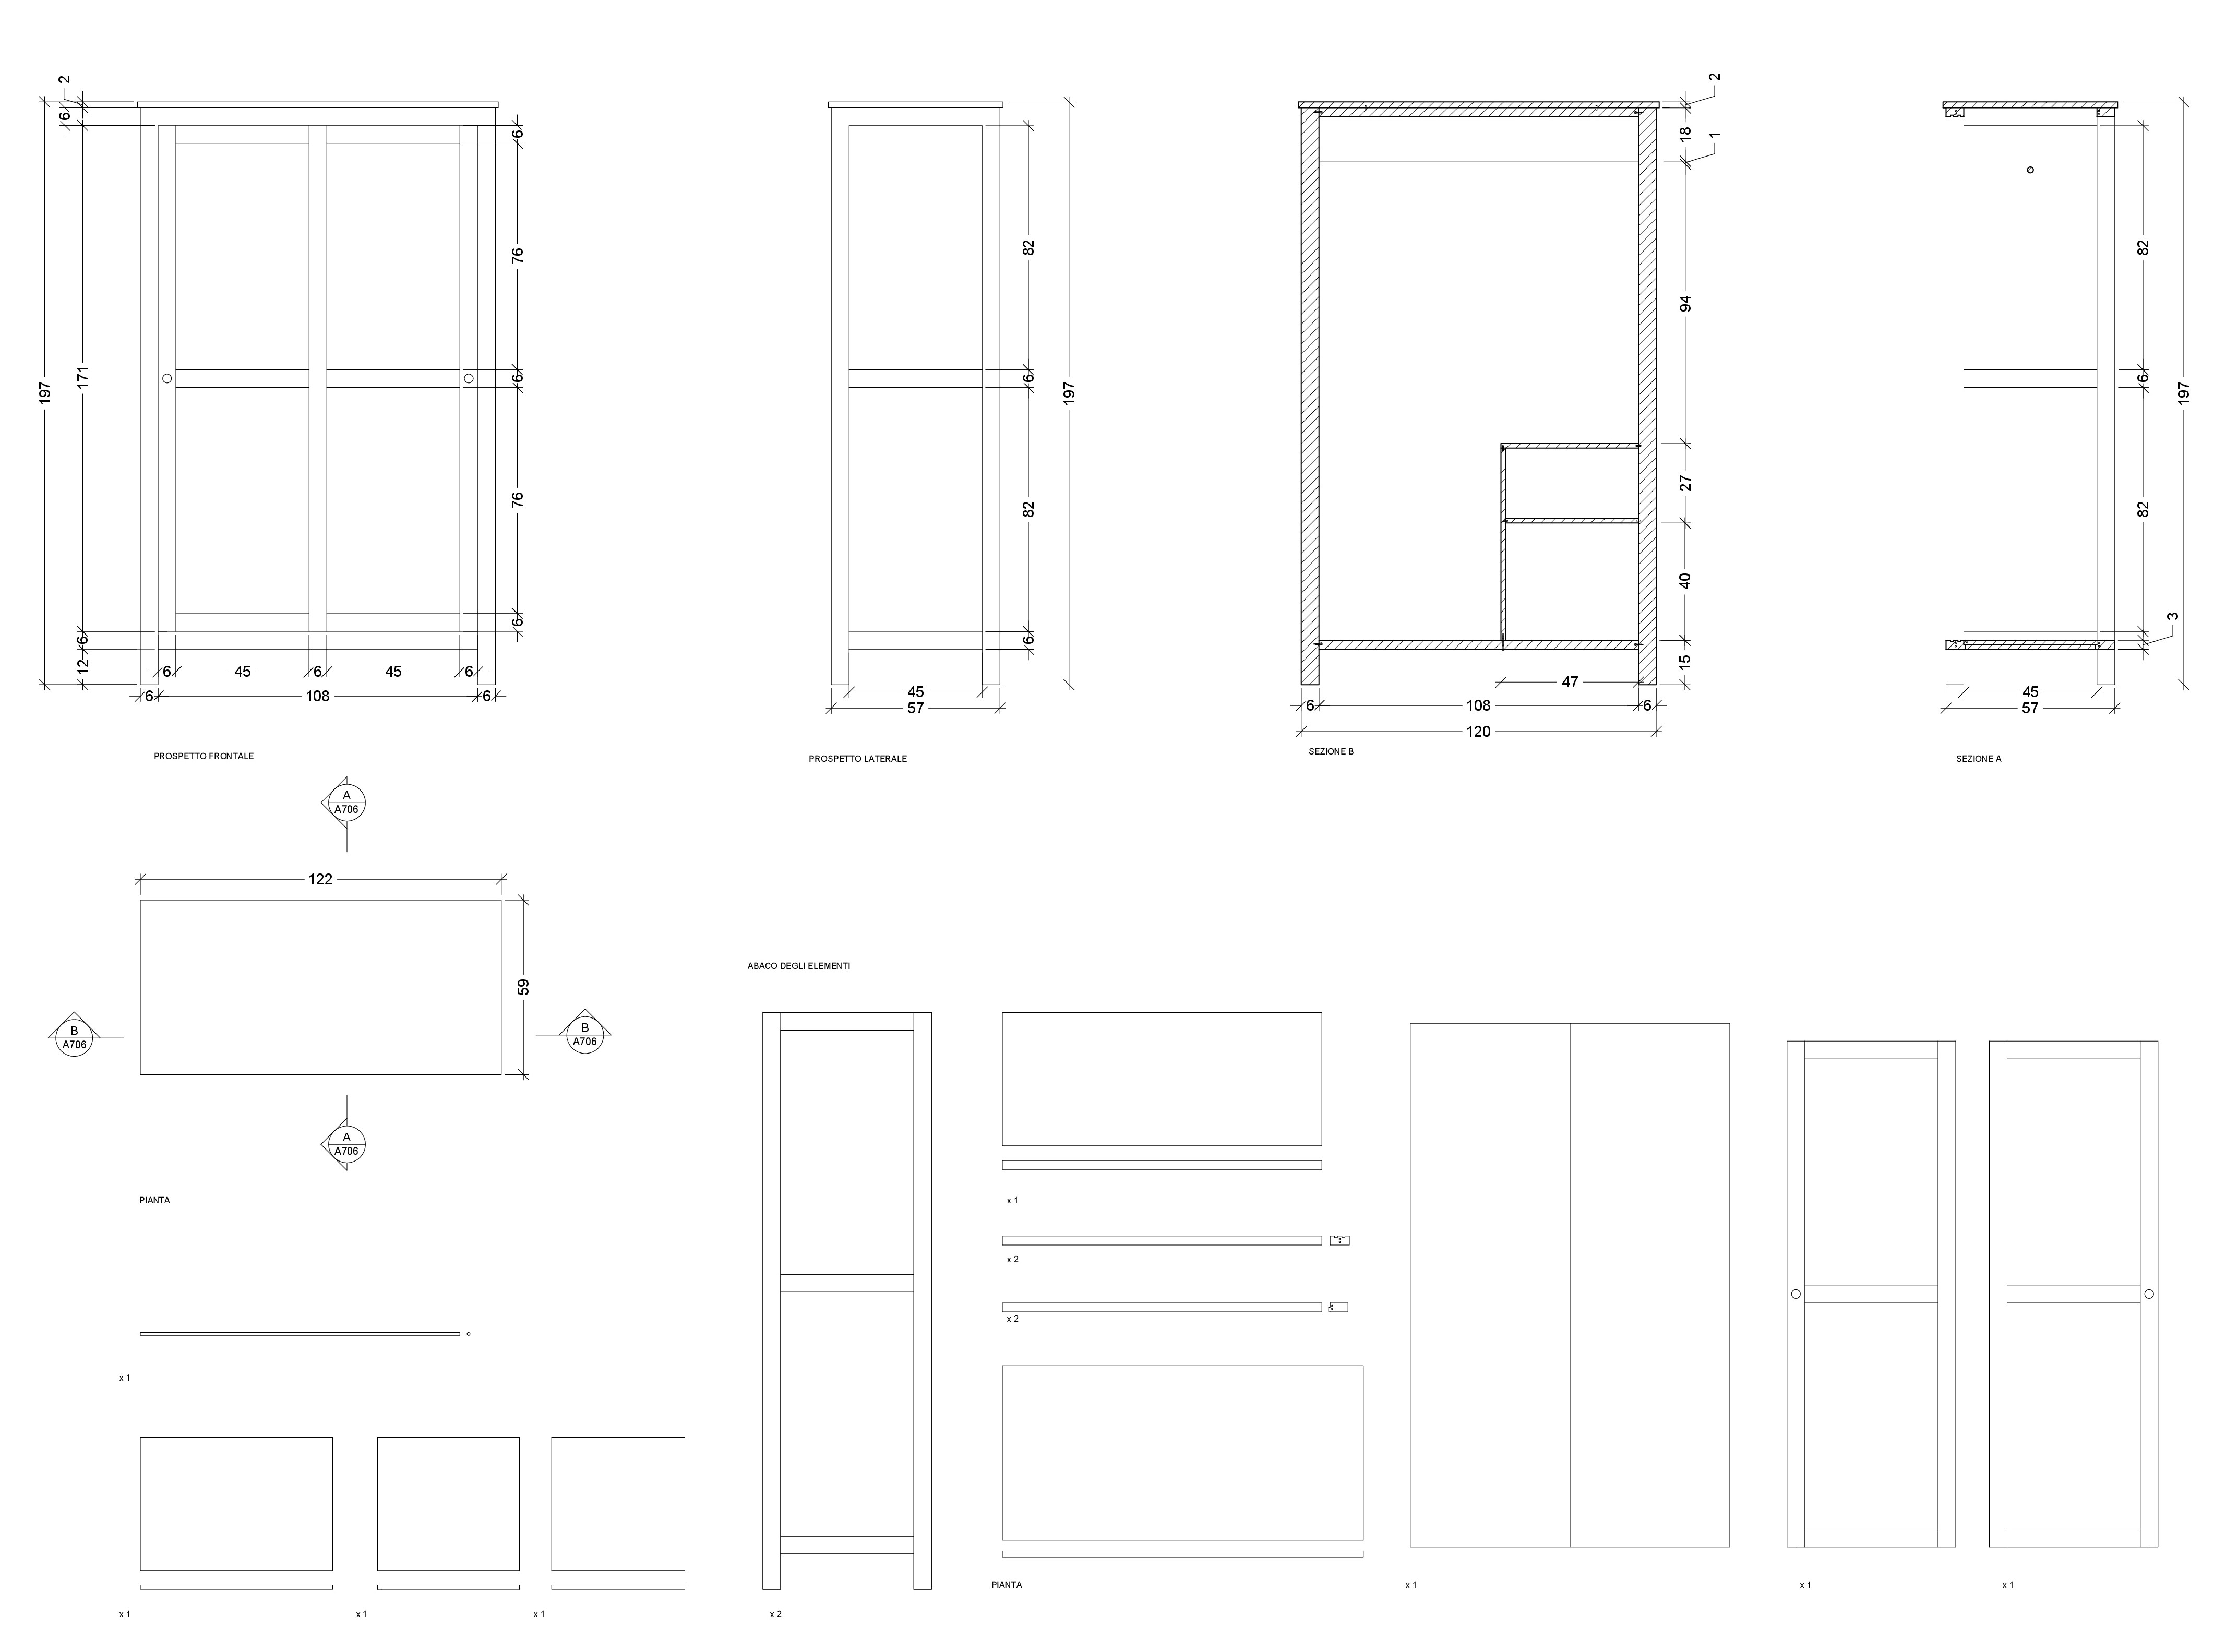 2
6
197
171
6
12
6
76
6
76
6
6 45 6 45 6
6 108 6
PROSPETTO FRONTALE
82
6
82
6
197
45
57
PROSPETTO LATERALE
2
18
1
94
27
40
15
47
6 108 6
120
SEZIONE B
82
6
82
3
197
45
57
SEZIONE A
A
A706
122
59
B
A706
B
A706
A
A706
PIANTA
x 1
x 1
x 1
x 1
ABACO DEGLI ELEMENTI
x 2
x 1
x 2
x 2
PIANTA
x 1
x 1
x 1